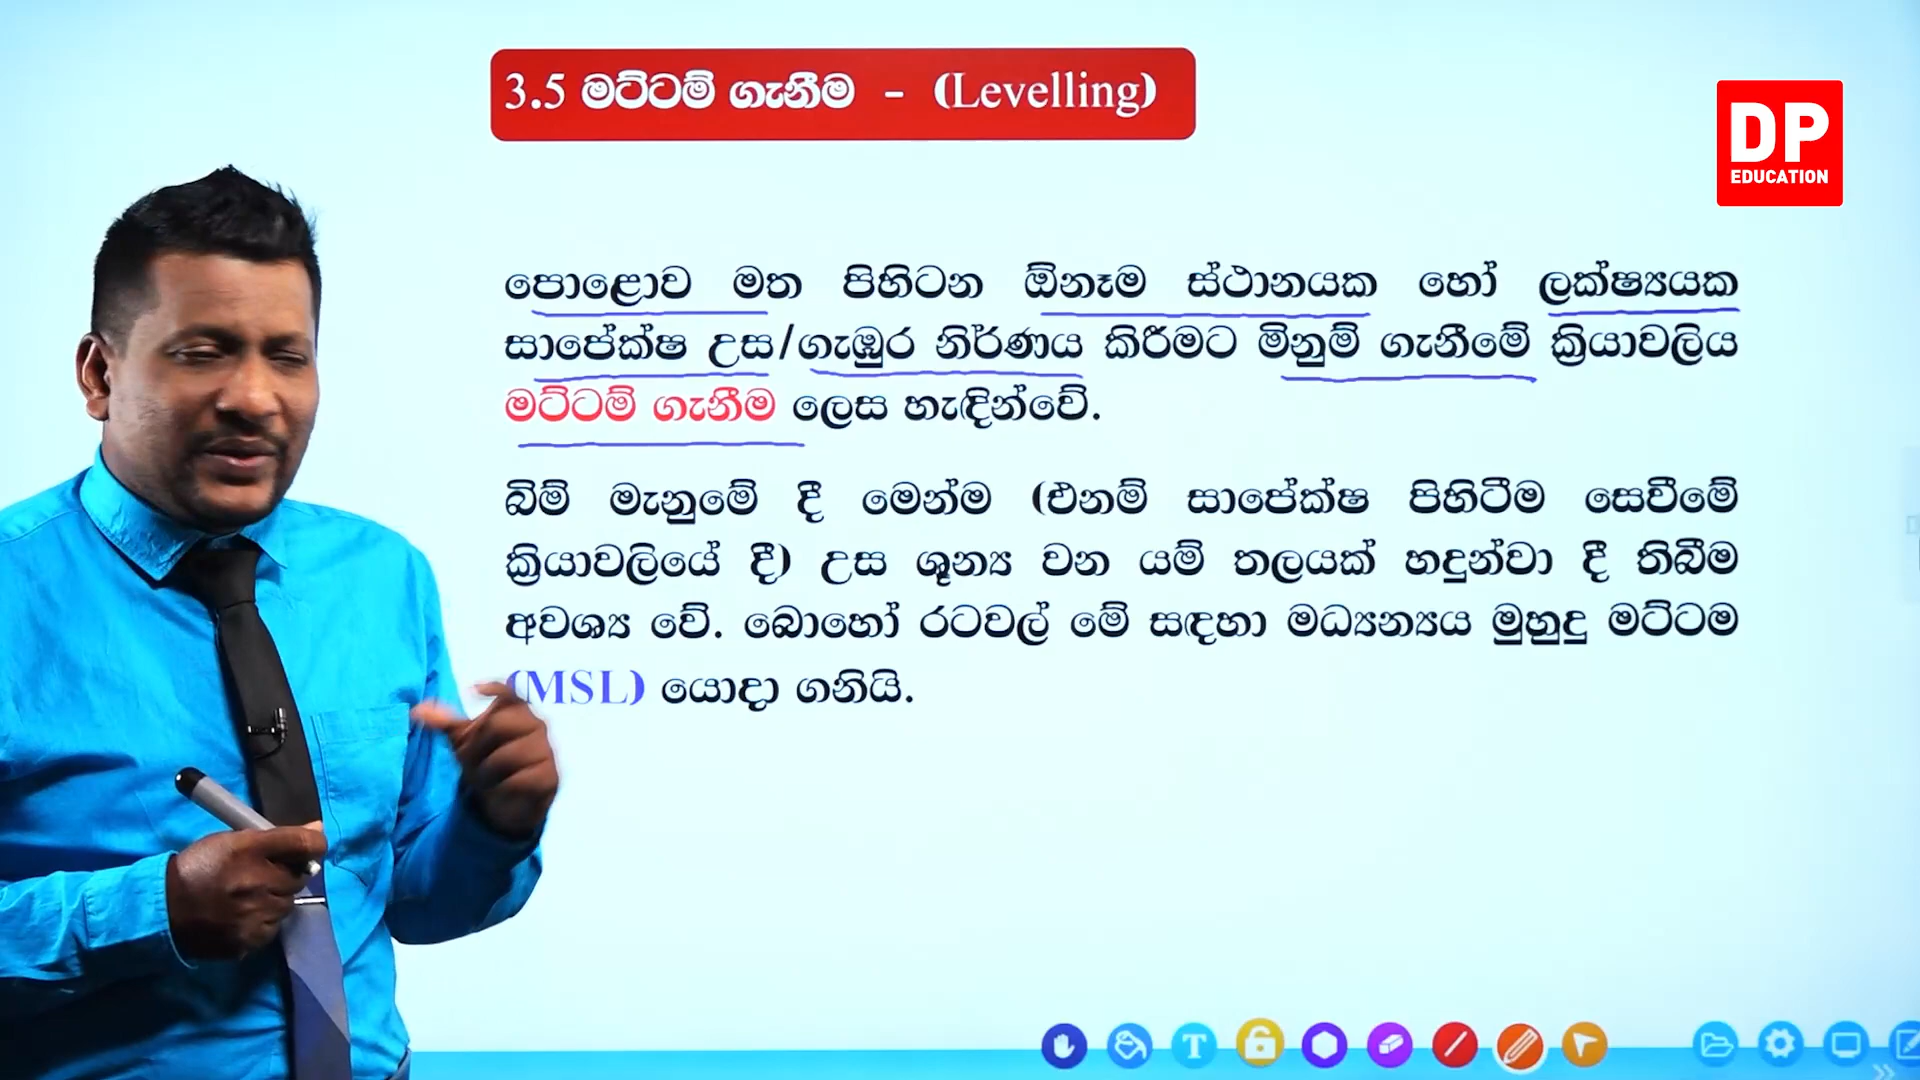 3.5 මට්ටම් ගැනීම - (Levelling)
DP
EDUCATION
පොළොව මත පිහිටන ඕනෑම ස්ථානයක හෝ ලක්ෂ්‍යයක
සාපේක්ෂ උස/ගැඹුර නිර්ණය කිරීමට මිනුම් ගැනීමේ ක්‍රියාවලිය
මට්ටම් ගැනීම ලෙස හැඳින්වේ.
බිම් මැනුමේ දී මෙන්ම (එනම් සාපේක්ෂ පිහිටීම සෙවීමේ
ක්‍රියාවලියේ දී) උස ශූන්‍ය වන යම් තලයක් හදුන්වා දී තිබීම
අවශ්‍ය වේ. බොහෝ රටවල් මේ සඳහා මධ්‍යන්‍යය මුහුදු මට්ටම
(MSL) යොදා ගනියි.